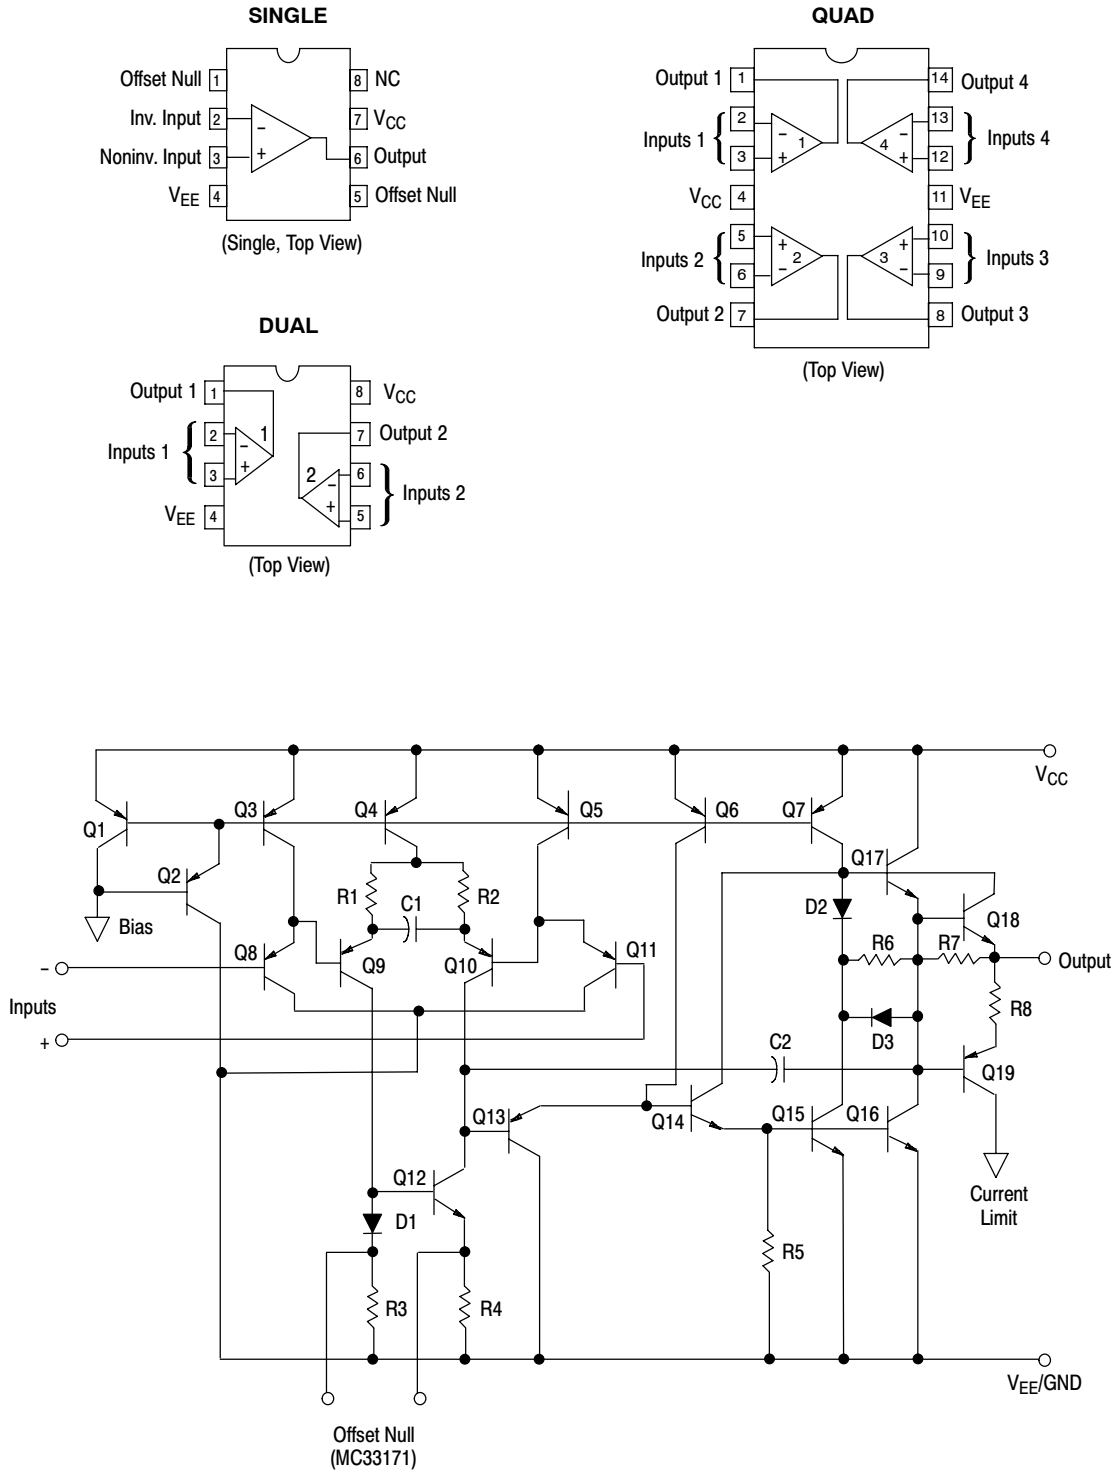 SINGLE
Offset Null 1 8 NC
Inv. Input 2 − 7 VCC
Noninv. Input 3 + 6 Output
VEE 4 5 Offset Null
(Single, Top View)
DUAL
Output 1 1 8 VCC
Inputs 1 { 2 − 1 7 Output 2
3 + 2 − 6 } Inputs 2
VEE 4 + 5
(Top View)
QUAD
Output 1 1 14 Output 4
Inputs 1 { 2 − 1 4 − 13 } Inputs 4
3 + + 12
VCC 4 11 VEE
Inputs 2 { 5 + 2 3 + 10 } Inputs 3
6 − − 9
Output 2 7 8 Output 3
(Top View)
VCC
Q1
Q3
Q4
Q5
Q6
Q7
Q2
Q17
Bias
R1
C1
R2
D2
Q18
Q8
Q9
Q10
Q11
R6
R7
Output
−
Inputs
+
D3
R8
C2
Q19
Q13
Q14
Q15
Q16
Q12
D1
Current
Limit
R3
R4
R5
VEE/GND
Offset Null
(MC33171)